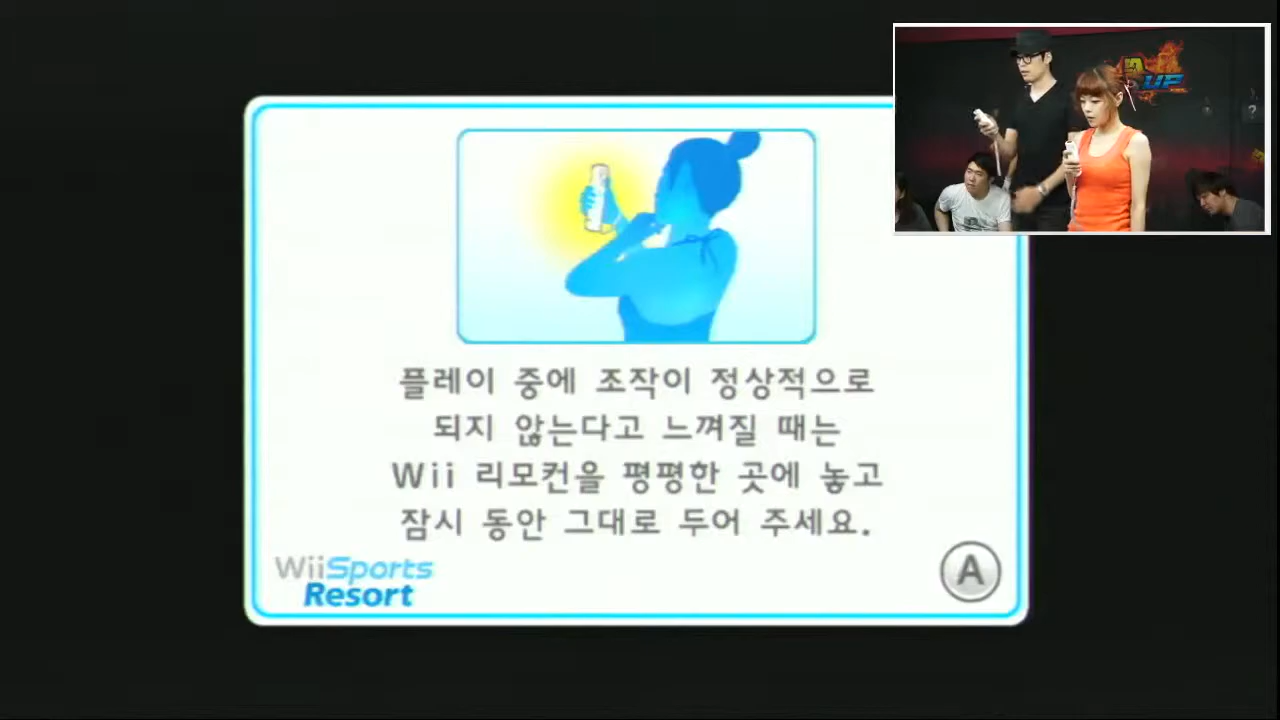 플레이 중에 조작이 정상적으로
되지 않는다고 느껴질 때는
Wii 리모컨을 평평한 곳에 놓고
잠시 동안 그대로 두어 주세요.
WiiSports
Resort
A
UP
?